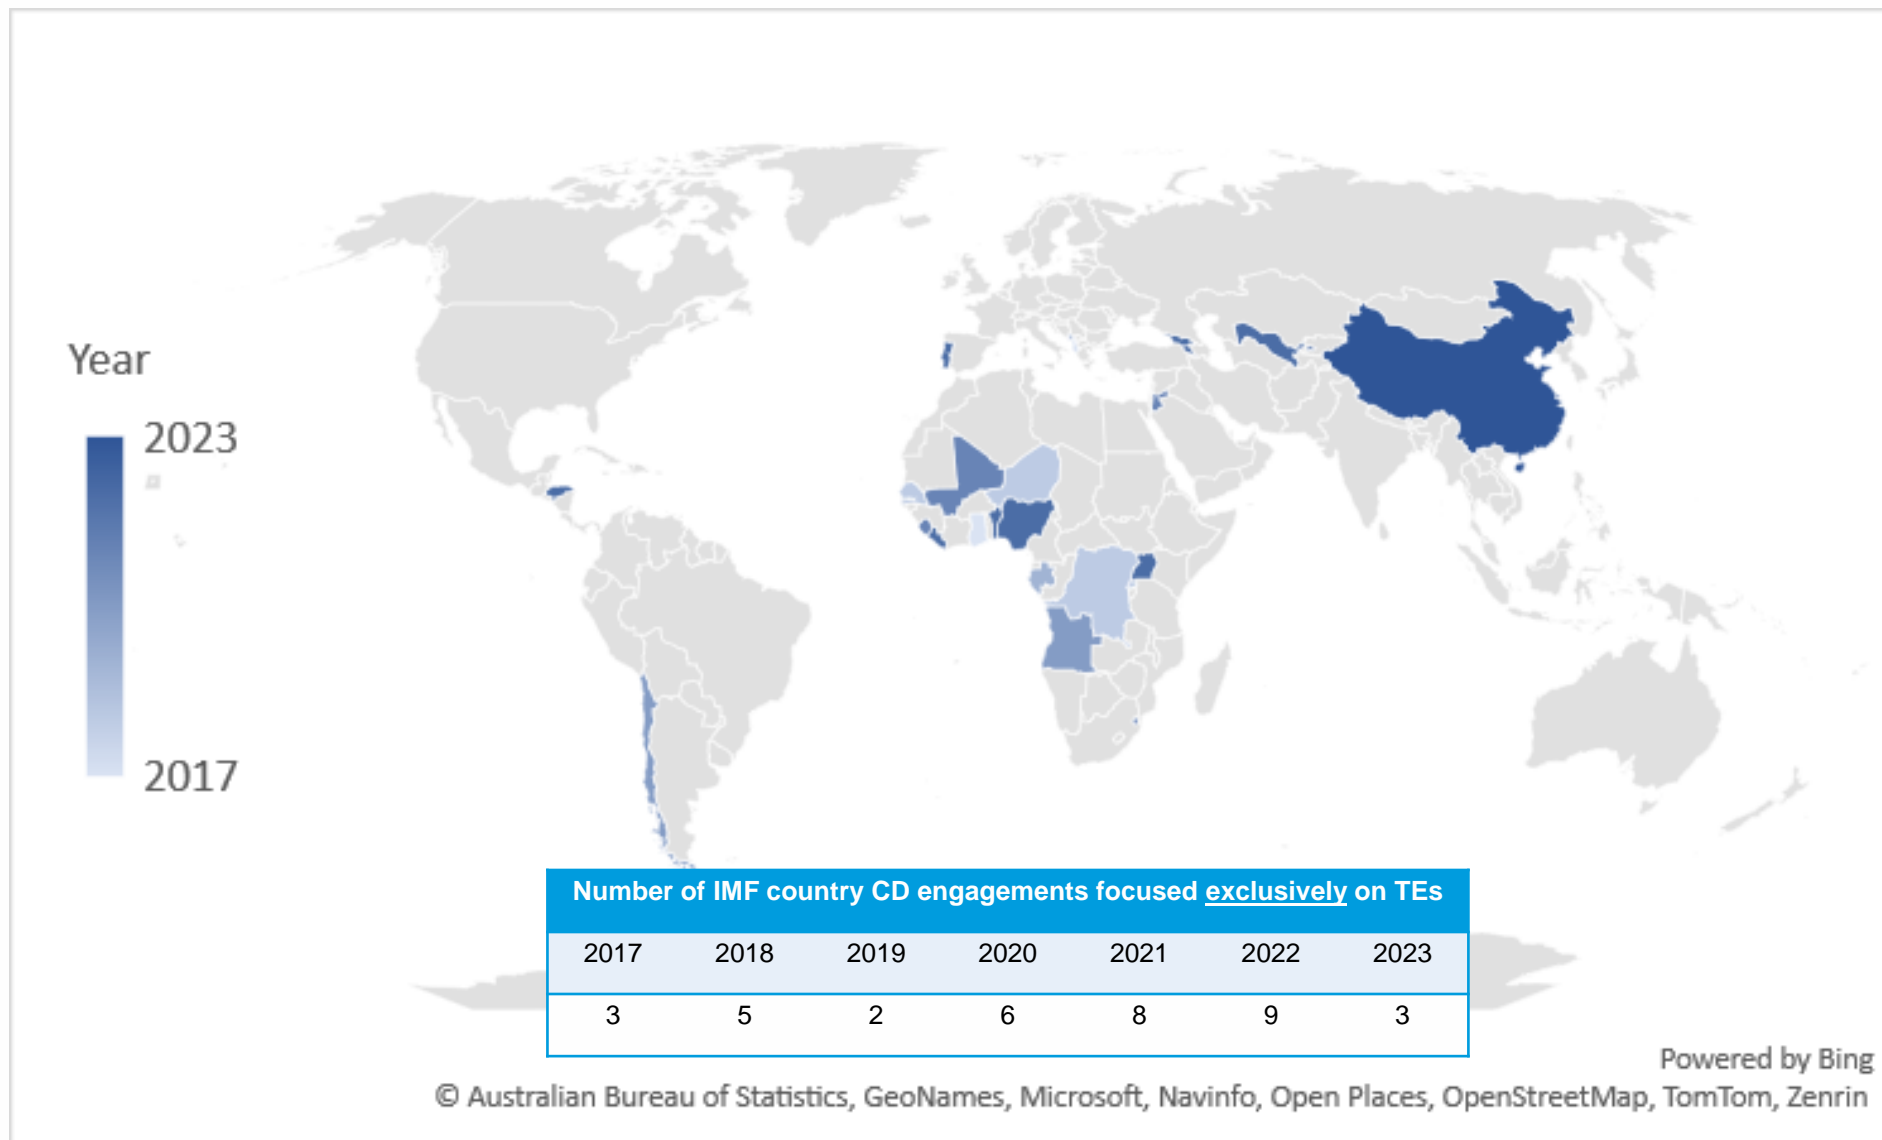 Year
2023
2017
Number of IMF country CD engagements focused exclusively on TEs
2017 2018 2019 2020 2021 2022 2023
3 5 2 6 8 9 3
Powered by Bing
© Australian Bureau of Statistics, GeoNames, Microsoft, Navinfo, Open Places, OpenStreetMap, TomTom, Zenrin